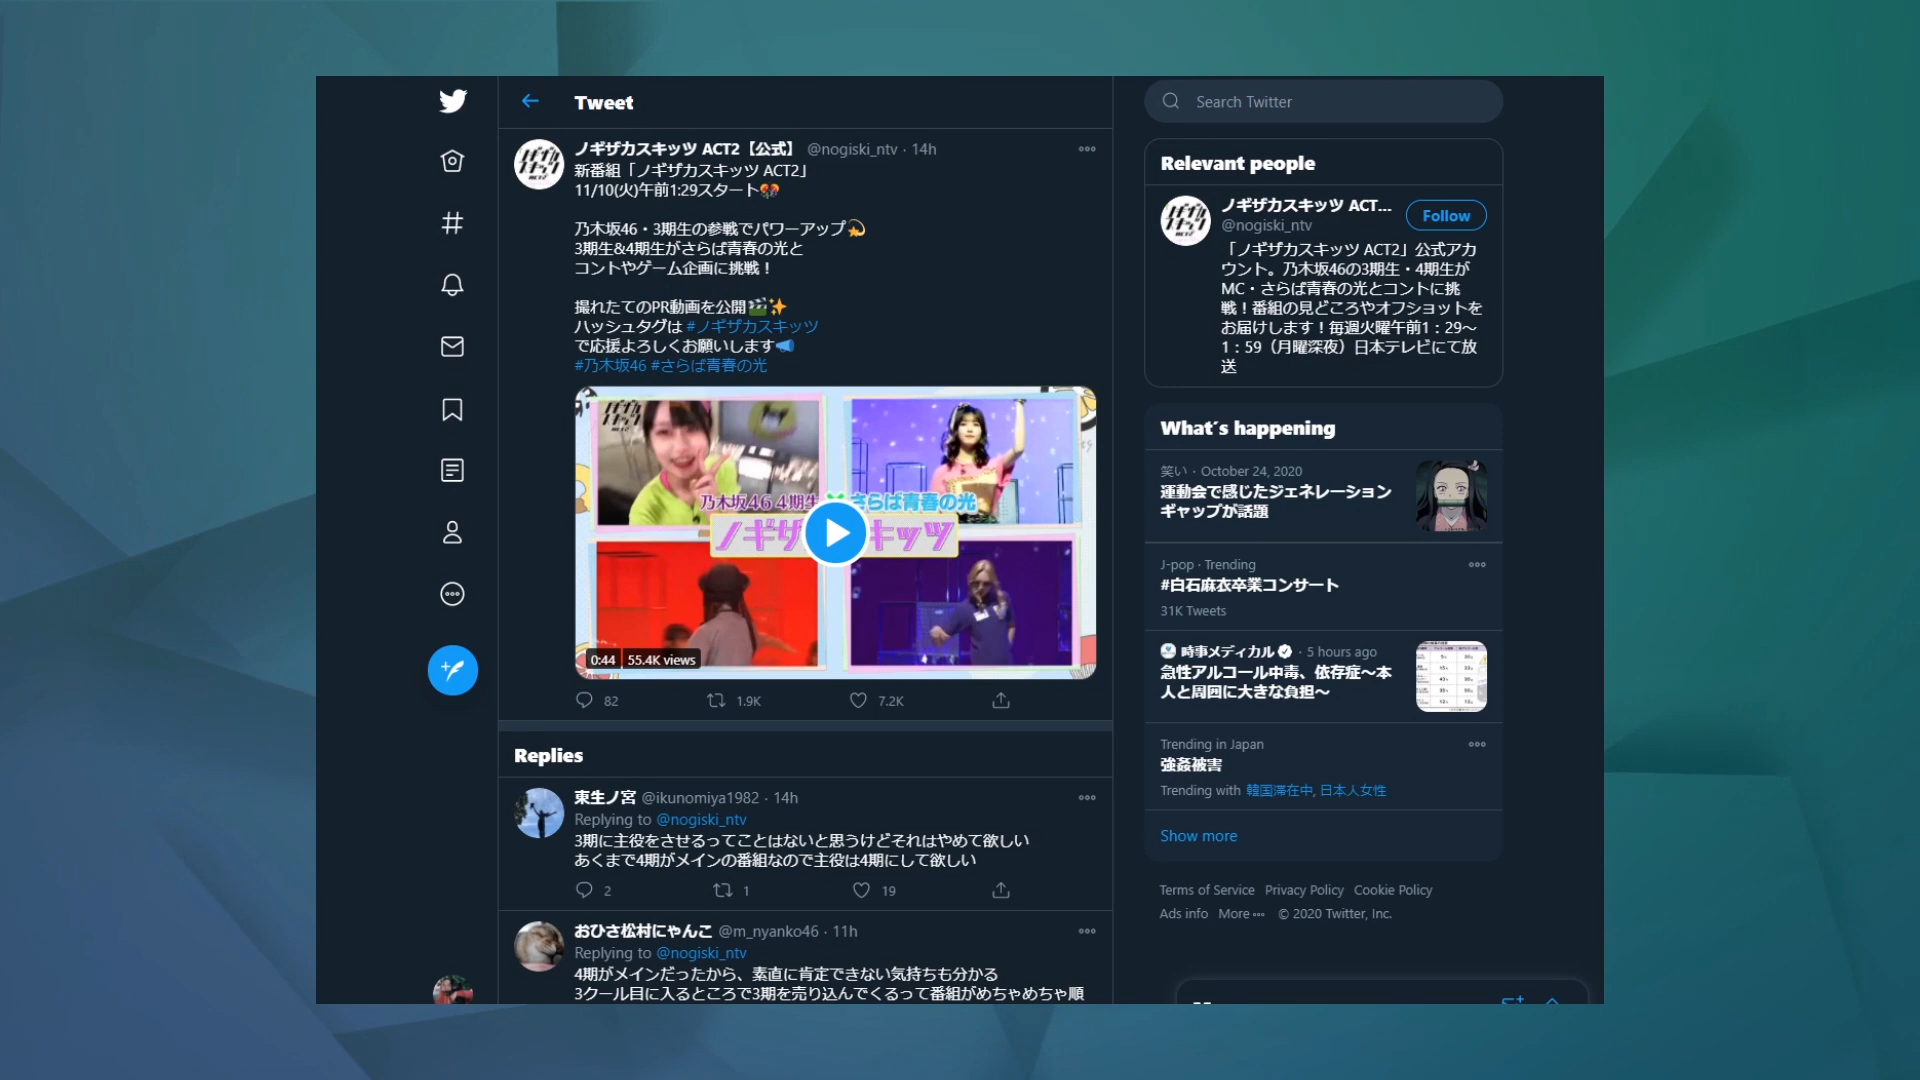 Tweet
ノギザカスキッツ ACT2【公式】 @nogiski_ntv · 14h
新番組「ノギザカスキッツ ACT2」
11/10(火)午前1:29スタート🎊
乃木坂46・3期生の参戦でパワーアップ💫
3期生&4期生がさらば青春の光と
コントやゲーム企画に挑戦！
撮れたてのPR動画を公開🎬✨
ハッシュタグは #ノギザカスキッツ
で応援よろしくお願いします📣
#乃木坂46 #さらば青春の光
乃木坂46 4期生
さらば青春の光
0:44 55.4K views
82 1.9K 7.2K
Replies
東生ノ宮 @ikunomiya1982 · 14h
Replying to @nogiski_ntv
3期に主役をさせるってことはないと思うけどそれはやめて欲しい
あくまで4期がメインの番組なので主役は4期にして欲しい
2 1 19
おひさ松村にゃんこ @m_nyanko46 · 11h
Replying to @nogiski_ntv
4期がメインだったから、素直に肯定できない気持ちも分かる
3クール目に入るところで3期を売り込んでくるって番組がめちゃめちゃ順
Search Twitter
Relevant people
ノギザカスキッツ ACT...
@nogiski_ntv
Follow
「ノギザカスキッツ ACT2」公式アカ
ウント。乃木坂46の3期生・4期生が
MC・さらば青春の光とコントに挑
戦！番組の見どころやオフショットを
お届けします！毎週火曜午前1：29〜
1：59（月曜深夜）日本テレビにて放
送
What's happening
笑い · October 24, 2020
運動会で感じたジェネレーション
ギャップが話題
J-pop · Trending
#白石麻衣卒業コンサート
31K Tweets
時事メディカル · 5 hours ago
急性アルコール中毒、依存症〜本
人と周囲に大きな負担〜
Trending in Japan
強姦被害
Trending with 韓国滞在中, 日本人女性
Show more
Terms of Service Privacy Policy Cookie Policy
Ads info More © 2020 Twitter, Inc.